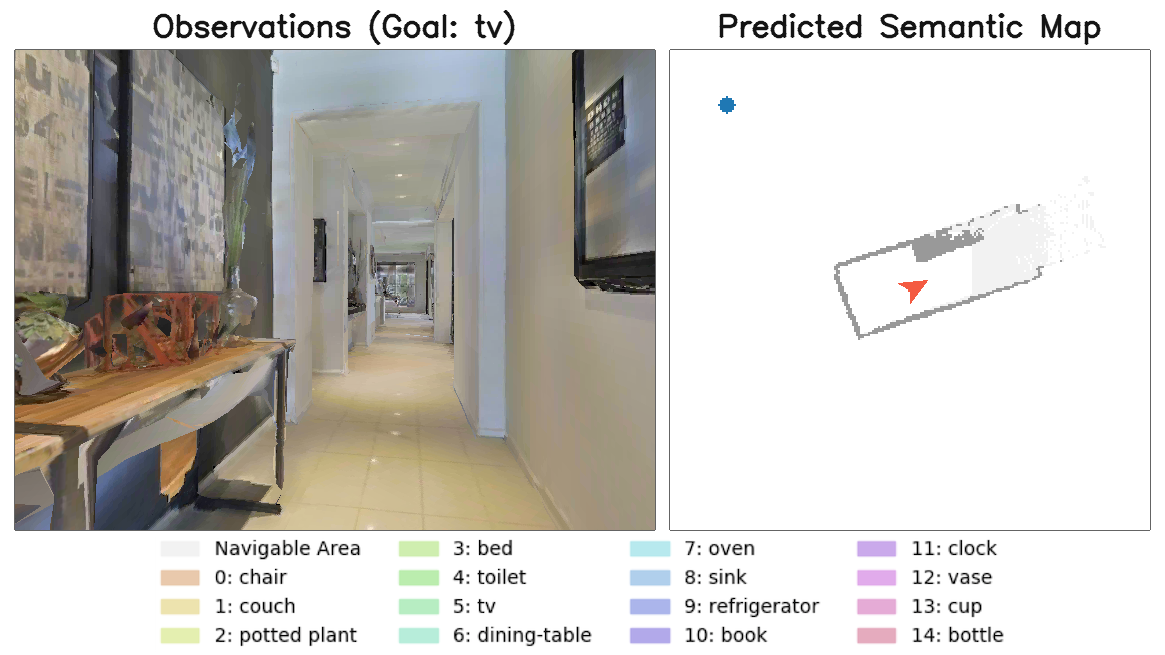 Observations (Goal: tv)
Predicted Semantic Map
Navigable Area
0: chair
1: couch
2: potted plant
3: bed
4: toilet
5: tv
6: dining-table
7: oven
8: sink
9: refrigerator
10: book
11: clock
12: vase
13: cup
14: bottle